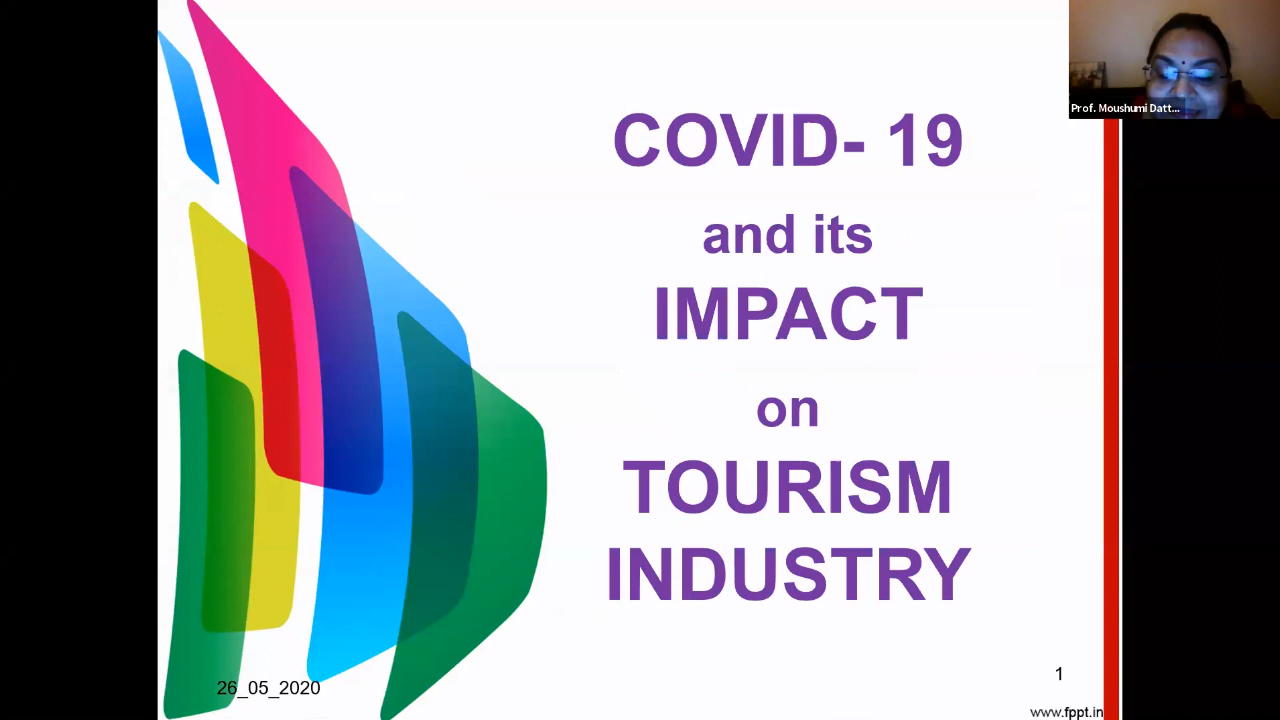 Prof. Moushumi Datt...
COVID- 19
and its
IMPACT
on
TOURISM
INDUSTRY
26_05_2020
1
www.fppt.in